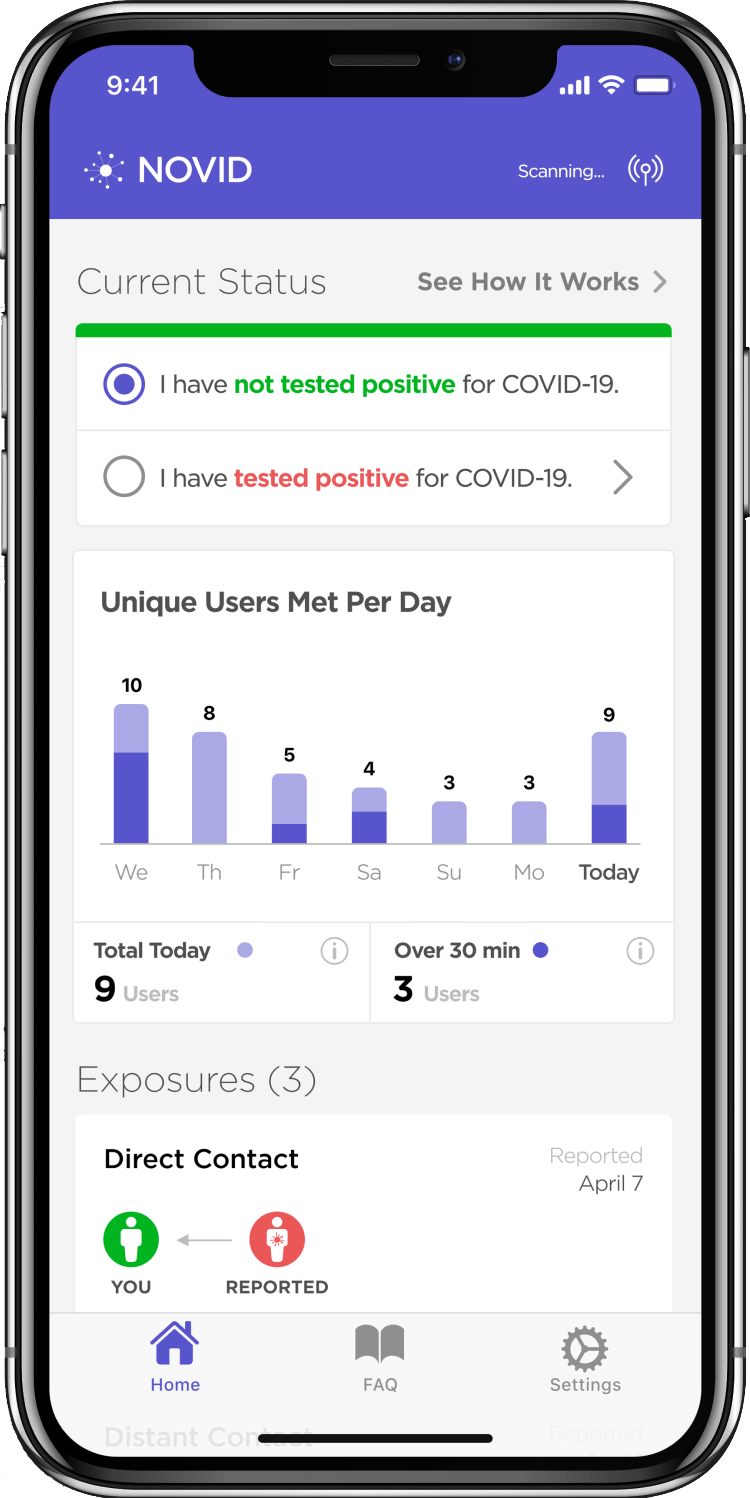 9:41
NOVID
Scanning...
Current Status
See How It Works
I have not tested positive for COVID-19.
I have tested positive for COVID-19.
Unique Users Met Per Day
10
8
5
4
3
3
9
We Th Fr Sa Su Mo Today
Total Today
9 Users
Over 30 min
3 Users
Exposures (3)
Direct Contact
Reported
April 7
YOU
REPORTED
Home
FAQ
Settings
Distant Contact
Reported